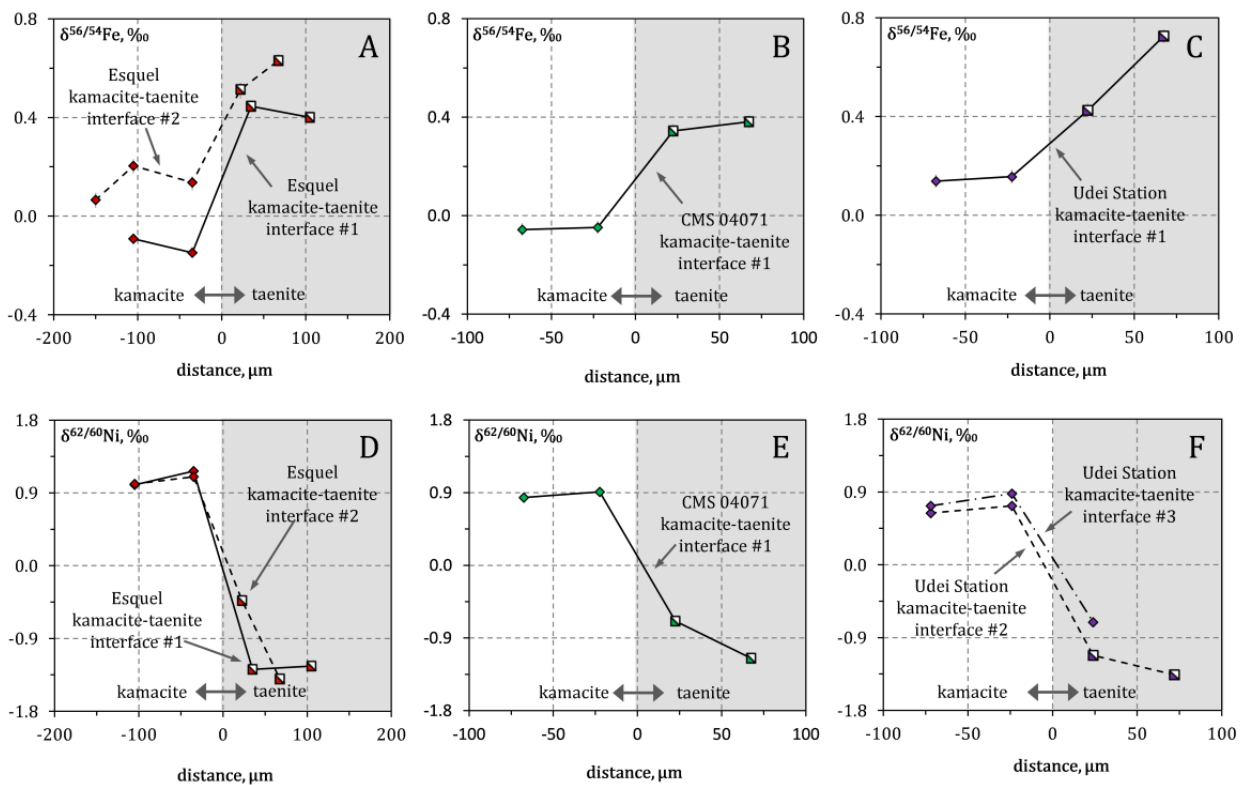 δ56/54Fe, ‰
A
Esquel
kamacite-taenite
interface #2
Esquel
kamacite-taenite
interface #1
kamacite
taenite
0.8
0.4
0.0
-0.4
-200
-100
0
100
200
distance, μm
δ56/54Fe, ‰
B
CMS 04071
kamacite-taenite
interface #1
kamacite
taenite
0.8
0.4
0.0
-0.4
-100
-50
0
50
100
distance, μm
δ56/54Fe, ‰
C
Udei Station
kamacite-taenite
interface #1
kamacite
taenite
0.8
0.4
0.0
-0.4
-100
-50
0
50
100
distance, μm
δ62/60Ni, ‰
D
Esquel
kamacite-taenite
interface #2
Esquel
kamacite-taenite
interface #1
kamacite
taenite
1.8
0.9
0.0
-0.9
-1.8
-200
-100
0
100
200
distance, μm
δ62/60Ni, ‰
E
CMS 04071
kamacite-taenite
interface #1
kamacite
taenite
1.8
0.9
0.0
-0.9
-1.8
-100
-50
0
50
100
distance, μm
δ62/60Ni, ‰
F
Udei Station
kamacite-taenite
interface #3
Udei Station
kamacite-taenite
interface #2
kamacite
taenite
1.8
0.9
0.0
-0.9
-1.8
-100
-50
0
50
100
distance, μm